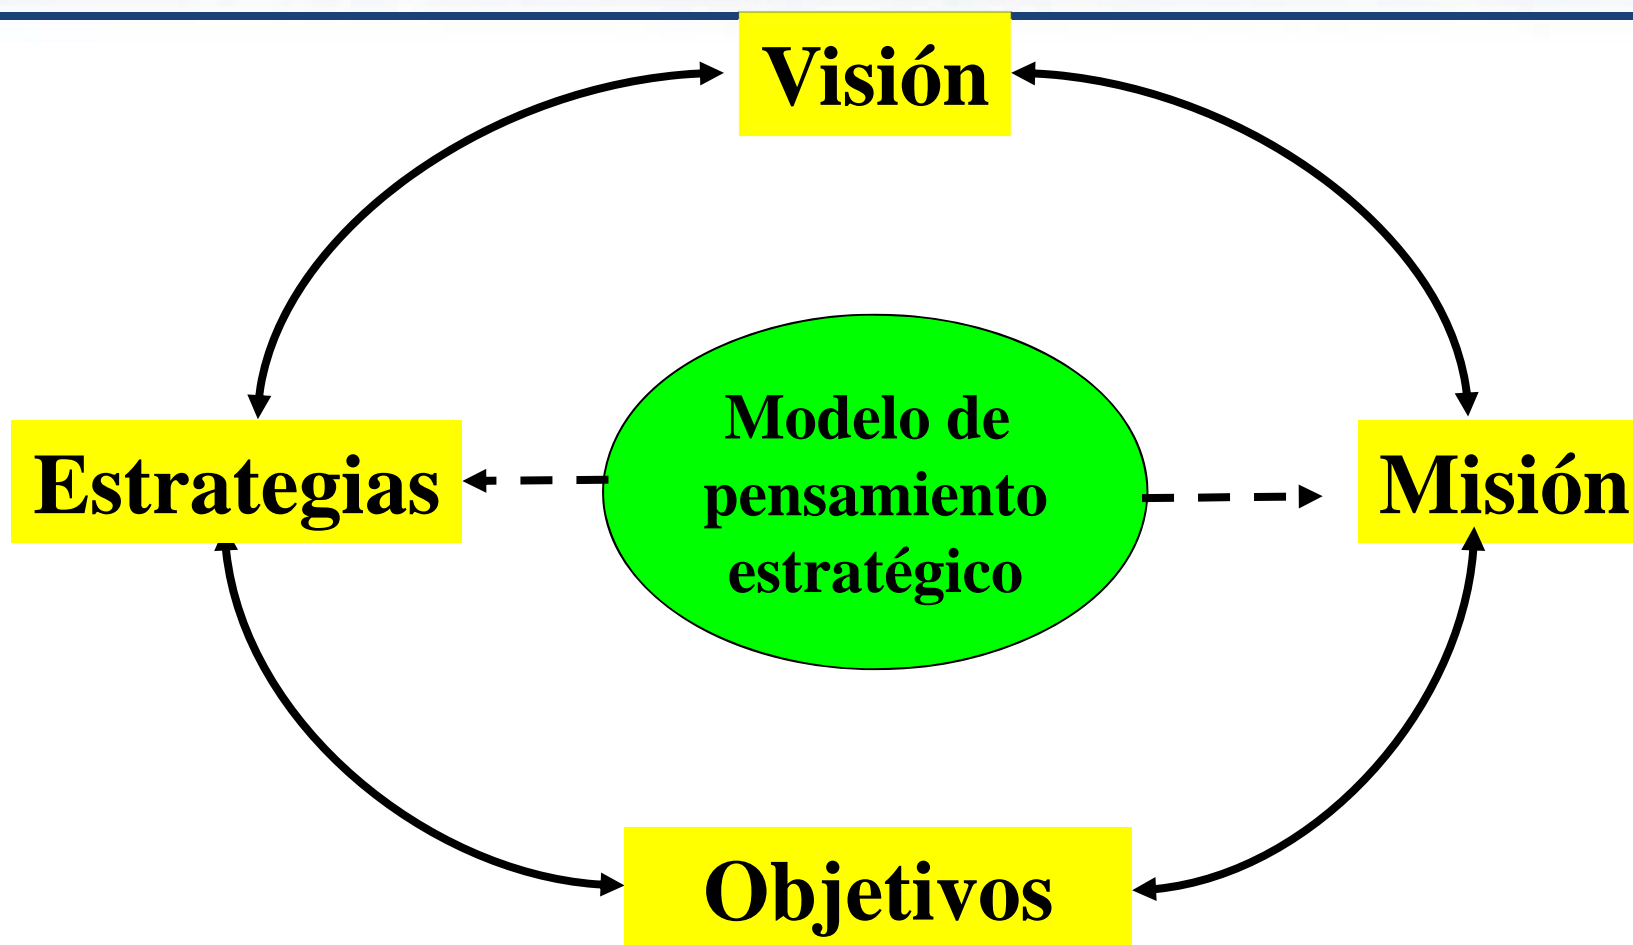 Visión
Modelo de
pensamiento
estratégico
Estrategias
Misión
Objetivos